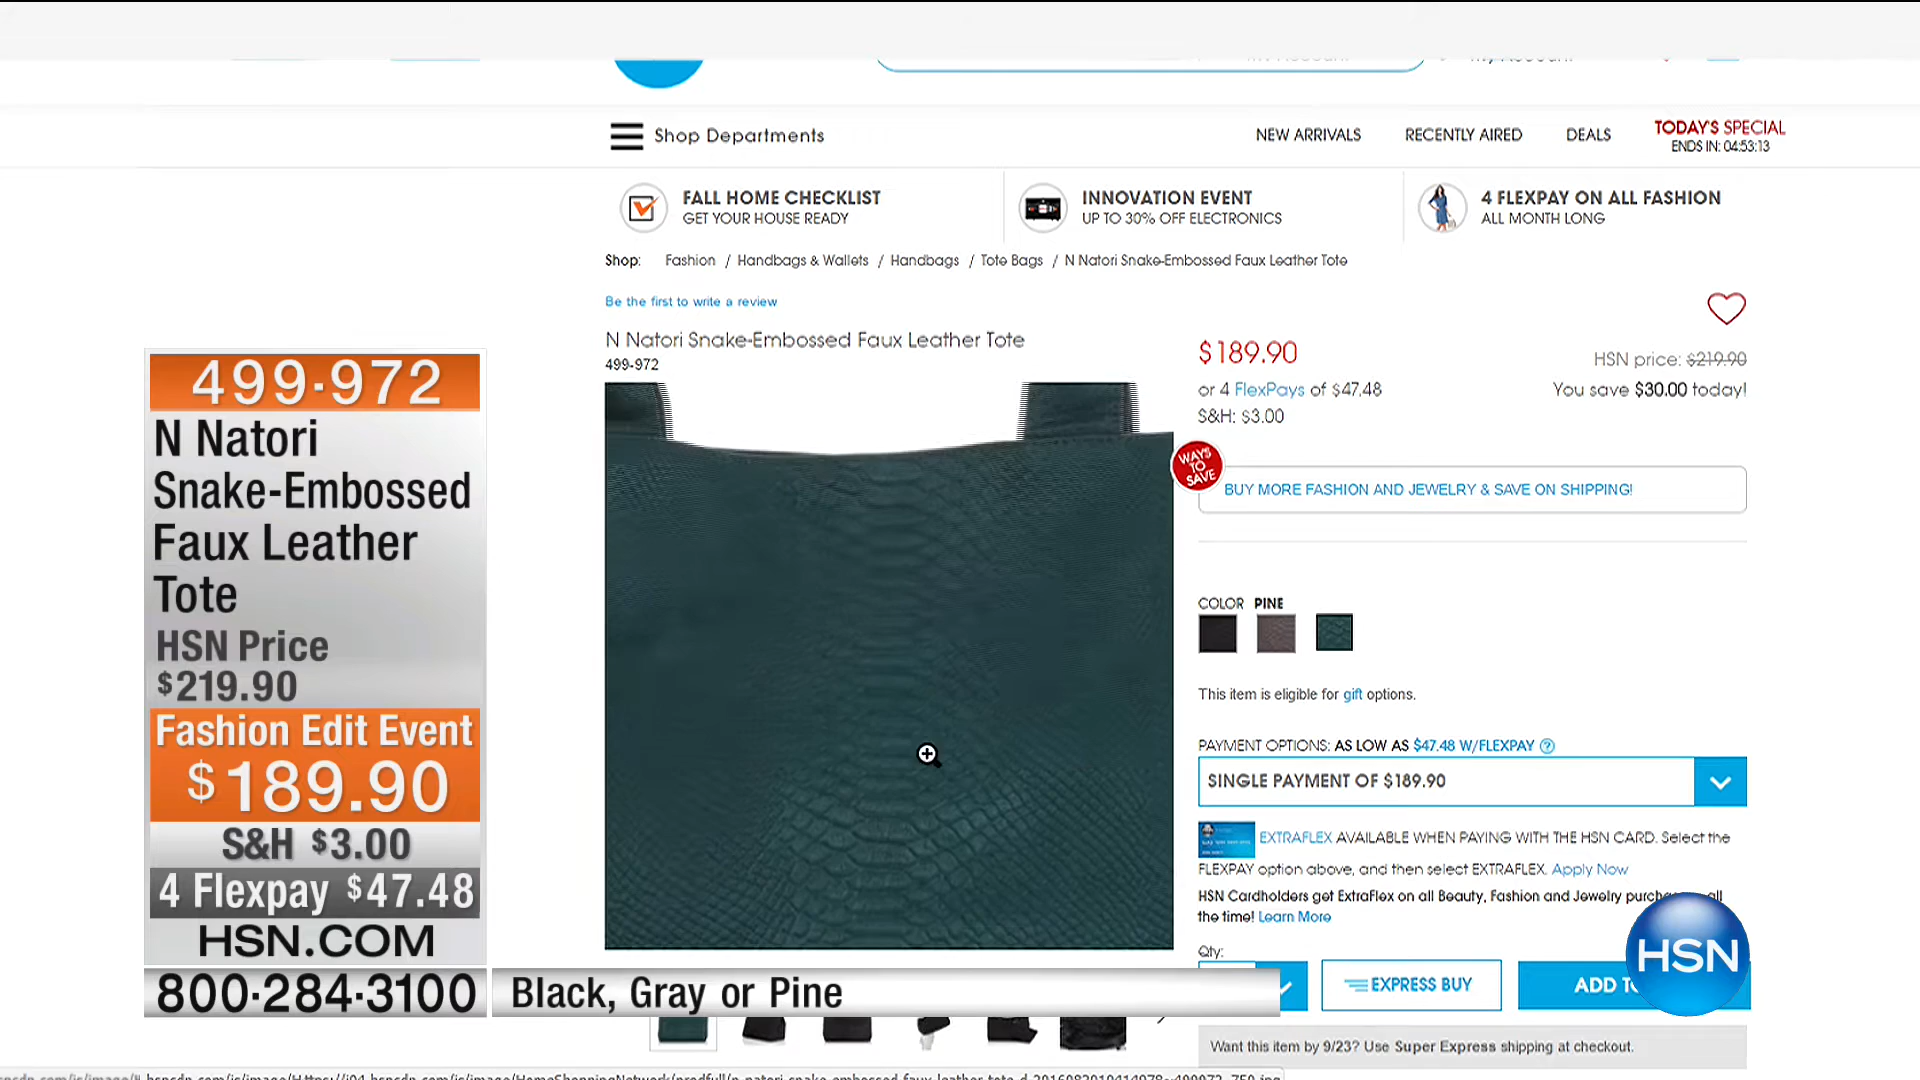 Shop Departments
NEW ARRIVALS
RECENTLY AIRED
DEALS
TODAY'S SPECIAL
ENDS IN: 04:53:13
FALL HOME CHECKLIST
GET YOUR HOUSE READY
INNOVATION EVENT
UP TO 30% OFF ELECTRONICS
4 FLEXPAY ON ALL FASHION
ALL MONTH LONG
Shop: Fashion / Handbags & Wallets / Handbags / Tote Bags / N Natori Snake-Embossed Faux Leather Tote
Be the first to write a review
N Natori Snake-Embossed Faux Leather Tote
499-972
$189.90
HSN price: $219.90
or 4 FlexPays of $47.48
You save $30.00 today!
S&H: $3.00
WAYS
TO
SAVE
BUY MORE FASHION AND JEWELRY & SAVE ON SHIPPING!
COLOR PINE
This item is eligible for gift options.
PAYMENT OPTIONS: AS LOW AS $47.48 W/FLEXPAY ?
SINGLE PAYMENT OF $189.90
EXTRAFLEX AVAILABLE WHEN PAYING WITH THE HSN CARD. Select the
FLEXPAY option above, and then select EXTRAFLEX. Apply Now
HSN Cardholders get ExtraFlex on all Beauty, Fashion and Jewelry all
the time! Learn More
Qty:
EXPRESS BUY
ADD
HSN
Want this item by 9/23? Use Super Express shipping at checkout.
499-972
N Natori
Snake-Embossed
Faux Leather
Tote
HSN Price
$219.90
Fashion Edit Event
$189.90
S&H $3.00
4 Flexpay $47.48
HSN.COM
800-284-3100
Black, Gray or Pine